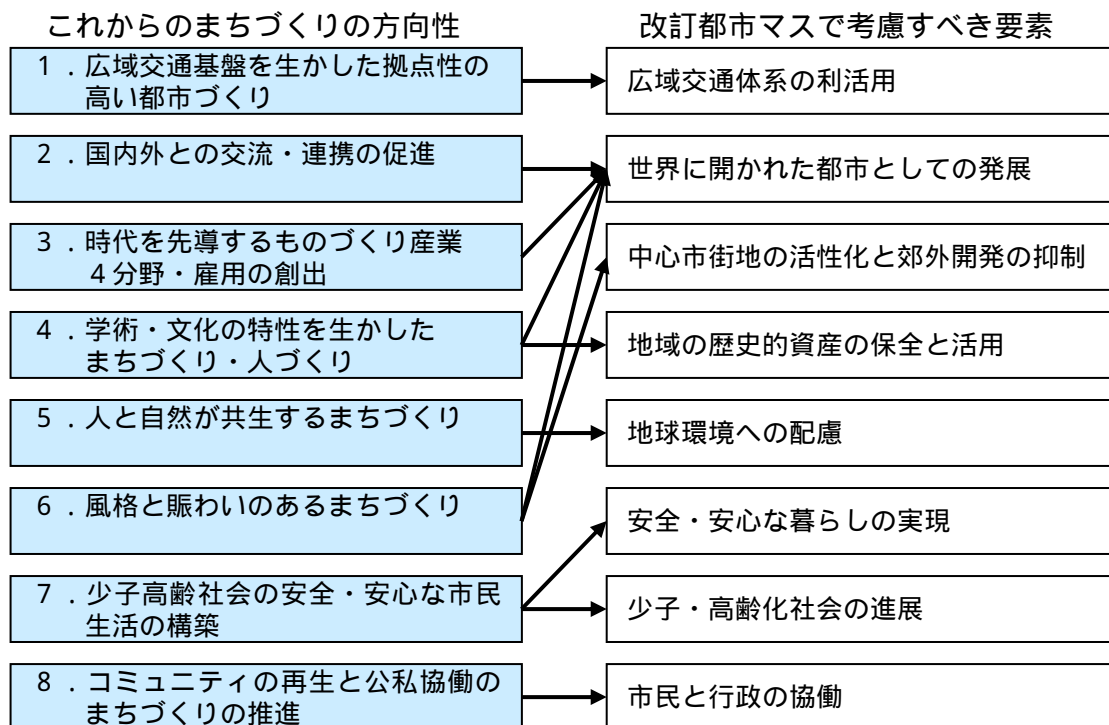 これからのまちづくりの方向性
改訂都市マスで考慮すべき要素
１．広域交通基盤を生かした拠点性の
高い都市づくり
広域交通体系の利活用
２．国内外との交流・連携の促進
世界に開かれた都市としての発展
３．時代を先導するものづくり産業
４分野・雇用の創出
中心市街地の活性化と郊外開発の抑制
４．学術・文化の特性を生かした
まちづくり・人づくり
地域の歴史的資産の保全と活用
５．人と自然が共生するまちづくり
地球環境への配慮
６．風格と賑わいのあるまちづくり
安全・安心な暮らしの実現
７．少子高齢社会の安全・安心な市民
生活の構築
少子・高齢化社会の進展
８．コミュニティの再生と公私協働の
まちづくりの推進
市民と行政の協働